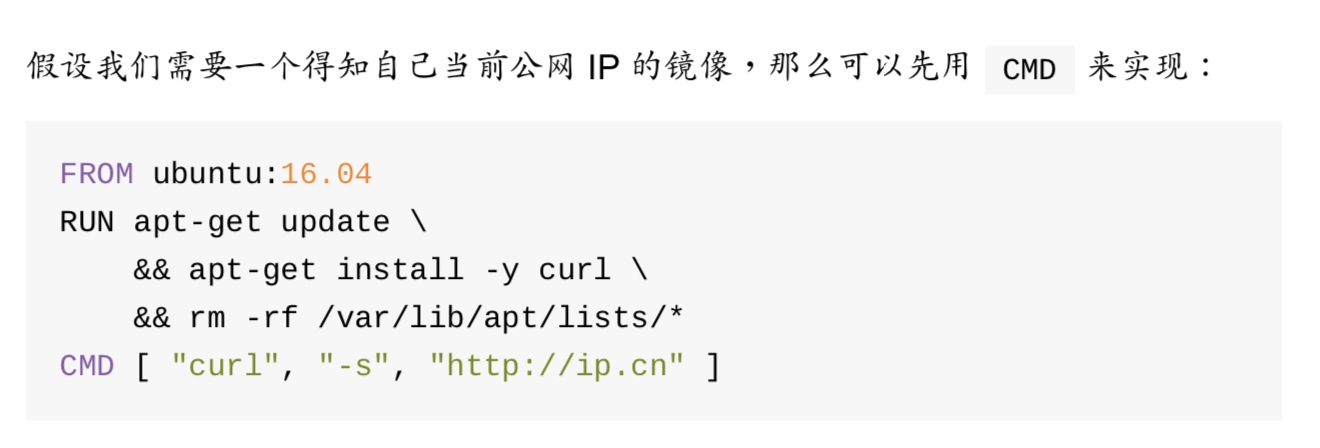 假设我们需要一个得知自己当前公网 IP 的镜像，那么可以先用 CMD 来实现：
FROM ubuntu:16.04
RUN apt-get update \
    && apt-get install -y curl \
    && rm -rf /var/lib/apt/lists/*
CMD [ "curl", "-s", "http://ip.cn" ]